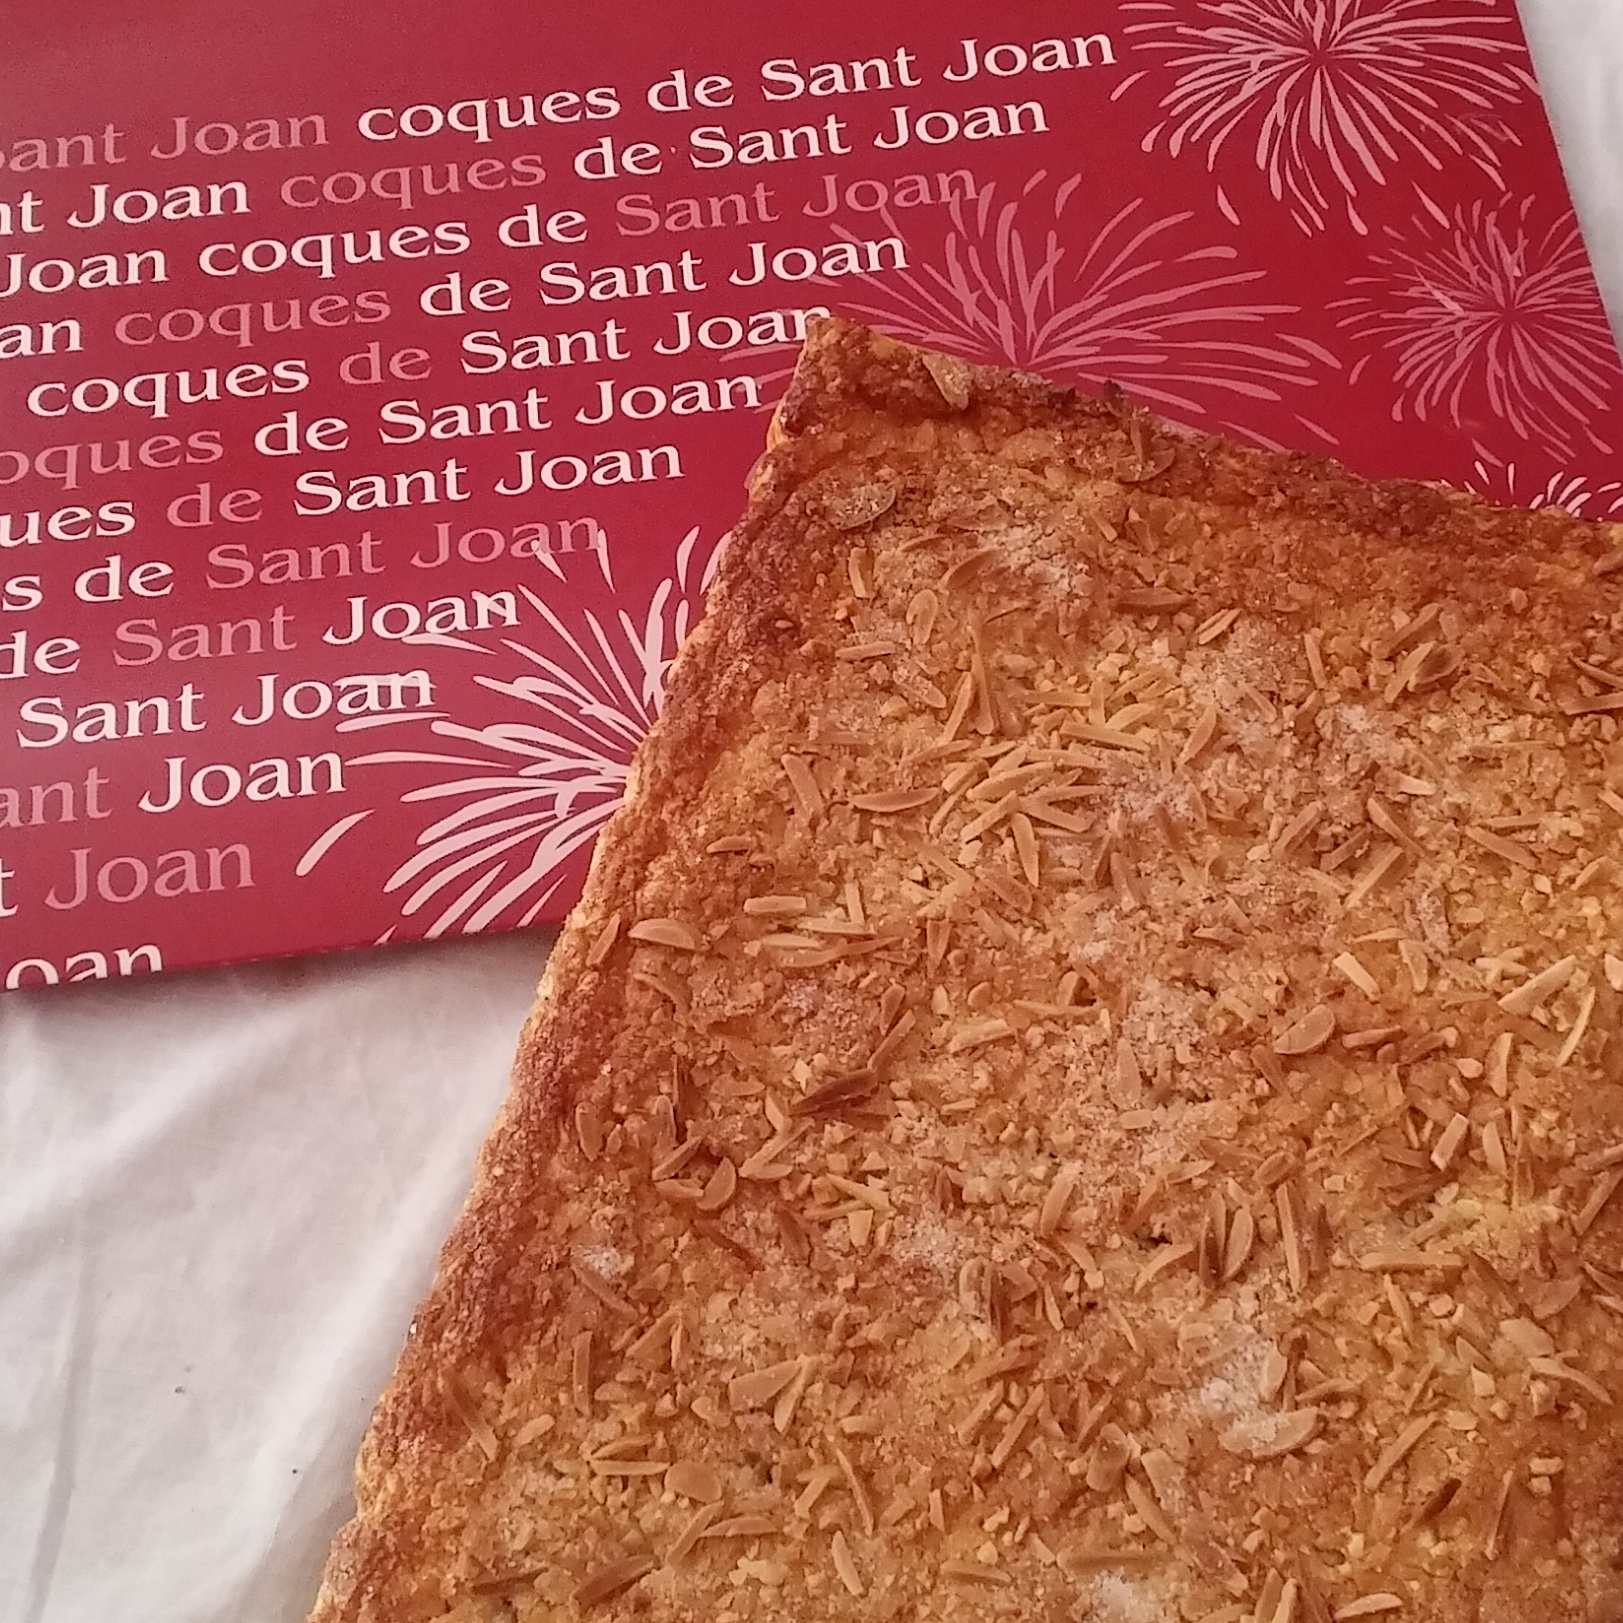 Sant Joan coques de Sant Joan
nt Joan coques de Sant Joan
Joan coques de Sant Joan
an coques de Sant Joan
coques de Sant Joan
oques de Sant Joan
ues de Sant Joan
s de Sant Joan
de Sant Joan
Sant Joan
ant Joan
t Joan
oan